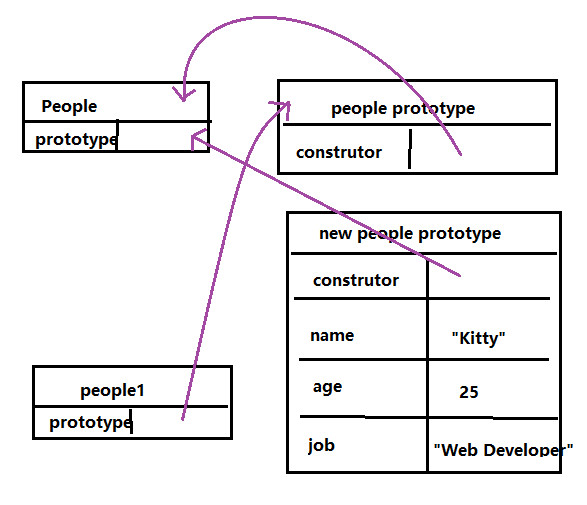 People
prototype
people prototype
construtor
new people prototype
construtor
name "Kitty"
age 25
job "Web Developer"
people1
prototype